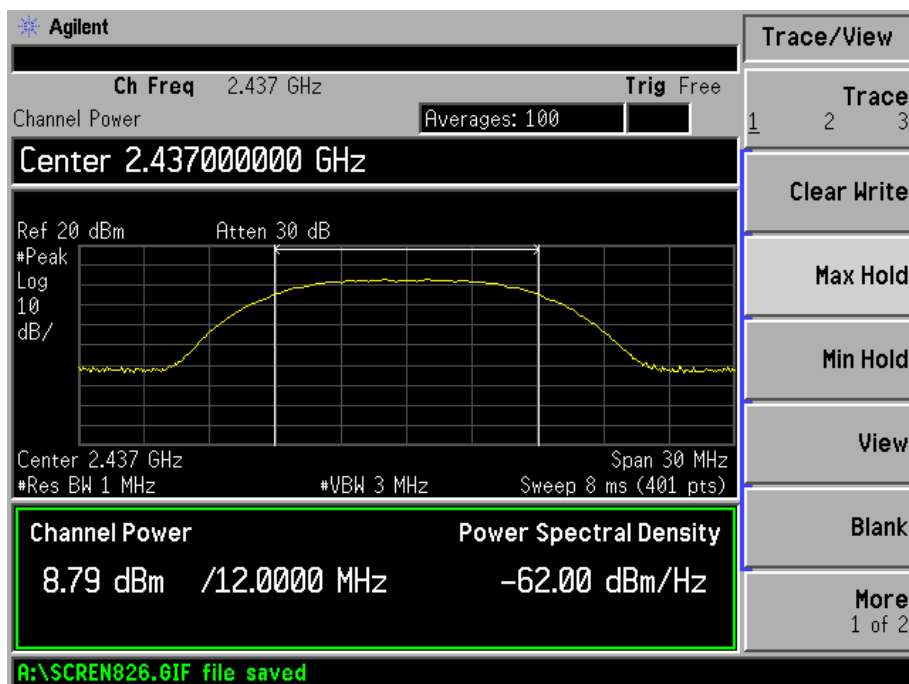 Agilent
Trace/View
Ch Freq 2.437 GHz Trig Free
Channel Power Averages: 100
Trace
1 2 3
Center 2.437000000 GHz
Clear Write
Ref 20 dBm Atten 30 dB
#Peak
Log
10
dB/
Max Hold
Min Hold
View
Center 2.437 GHz Span 30 MHz
#Res BW 1 MHz #VBW 3 MHz Sweep 8 ms (401 pts)
Channel Power Power Spectral Density
8.79 dBm /12.0000 MHz -62.00 dBm/Hz
Blank
More
1 of 2
A:\SCREN826.GIF file saved